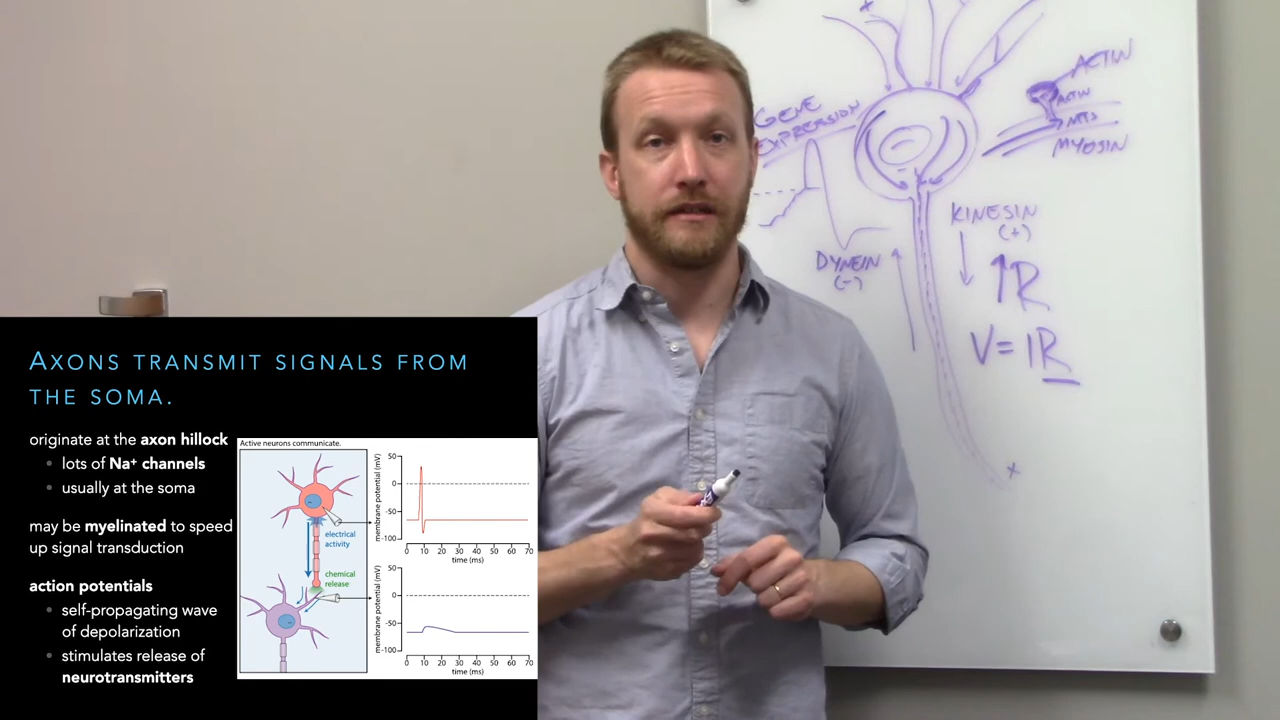 AXONS TRANSMIT SIGNALS FROM
THE SOMA.
originate at the axon hillock
• lots of Na⁺ channels
• usually at the soma
may be myelinated to speed
up signal transduction
action potentials
• self-propagating wave
of depolarization
• stimulates release of
neurotransmitters
Active neurons communicate.
electrical
activity
chemical
release
membrane potential (mV)
50
0
-50
-100
0 10 20 30 40 50 60 70
time (ms)
membrane potential (mV)
50
0
-50
-100
0 10 20 30 40 50 60 70
time (ms)
GENE
EXPRESSION
DYNEIN
(-)
KINESIN
(+)
↑R
V=IR
+
+
ACTIN
ACTIN
MTS
MYOSIN